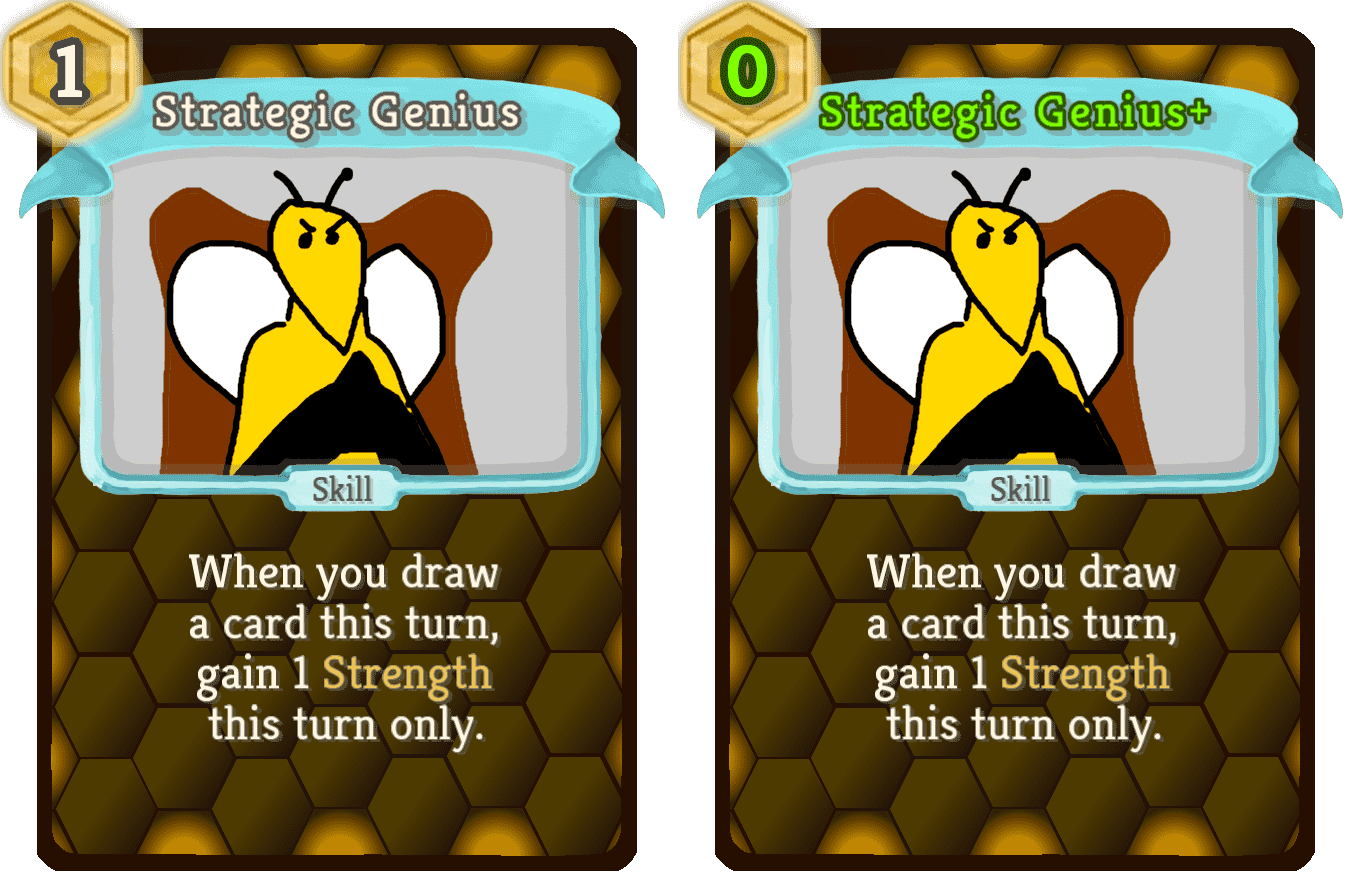 1
Strategic Genius
Skill
When you draw
a card this turn,
gain 1 Strength
this turn only.
0
Strategic Genius+
Skill
When you draw
a card this turn,
gain 1 Strength
this turn only.